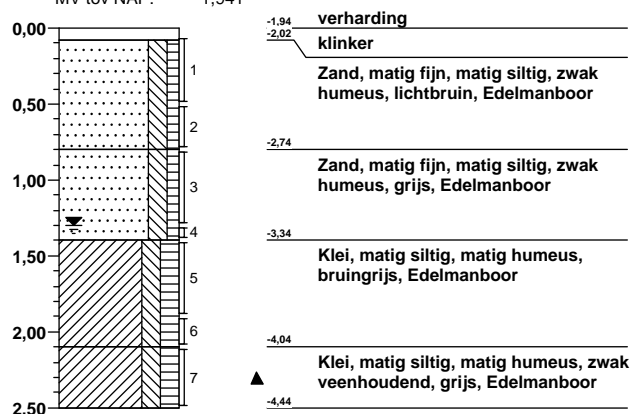 MV tov NAP: -1,941
0,00
0,50
1,00
1,50
2,00
2,50
1
2
3
4
5
6
7
-1,94
verharding
-2,02
klinker
Zand, matig fijn, matig siltig, zwak
humeus, lichtbruin, Edelmanboor
-2,74
Zand, matig fijn, matig siltig, zwak
humeus, grijs, Edelmanboor
-3,34
Klei, matig siltig, matig humeus,
bruingrijs, Edelmanboor
-4,04
Klei, matig siltig, matig humeus, zwak
veenhoudend, grijs, Edelmanboor
-4,44